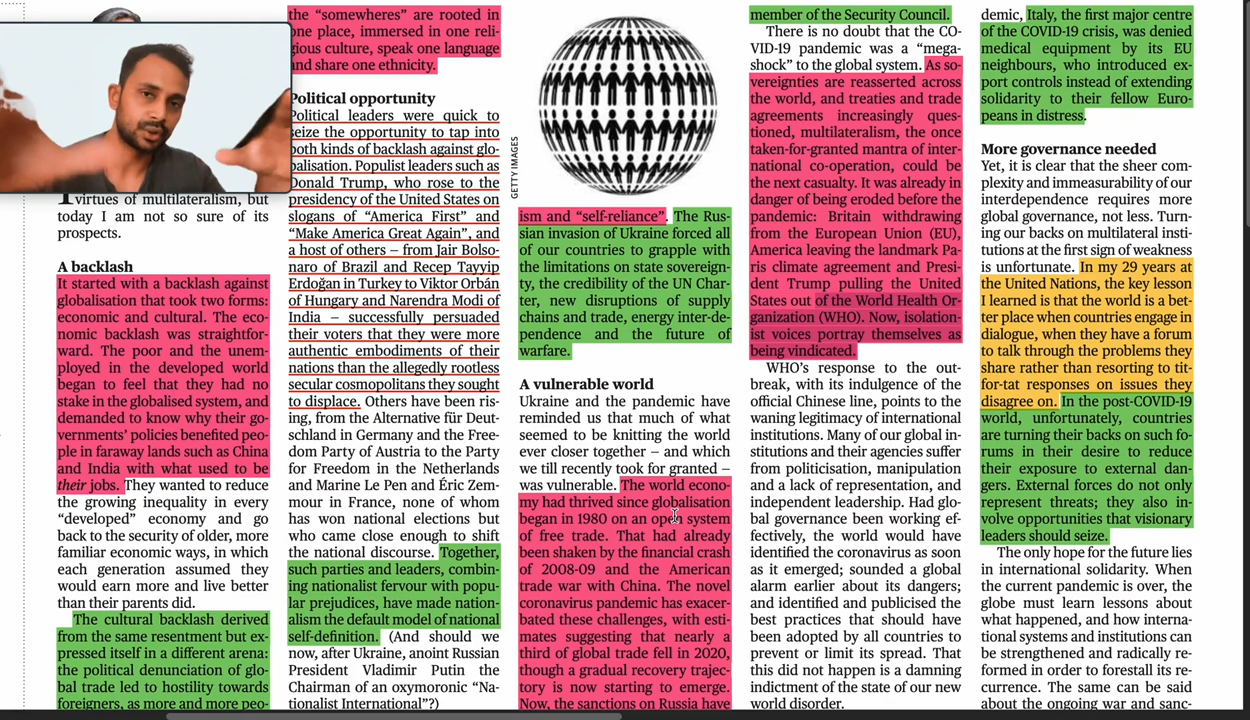 virtues of multilateralism, but
today I am not so sure of its
prospects.
A backlash
It started with a backlash against
globalisation that took two forms:
economic and cultural. The eco-
nomic backlash was straightfor-
ward. The poor and the unem-
ployed in the developed world
began to feel that they had no
stake in the globalised system, and
demanded to know why their go-
vernments’ policies benefited peo-
ple in faraway lands such as China
and India with what used to be
their jobs. They wanted to reduce
the growing inequality in every
“developed” economy and go
back to the security of older, more
familiar economic ways, in which
each generation assumed they
would earn more and live better
than their parents did.
The cultural backlash derived
from the same resentment but ex-
pressed itself in a different arena:
the political denunciation of glo-
bal trade led to hostility towards
foreigners, as more and more peo-
the “somewheres” are rooted in
one place, immersed in one reli-
gious culture, speak one language
and share one ethnicity.
Political opportunity
Political leaders were quick to
seize the opportunity to tap into
both kinds of backlash against glo-
balisation. Populist leaders such as
Donald Trump, who rose to the
presidency of the United States on
slogans of “America First” and
“Make America Great Again”, and
a host of others – from Jair Bolso-
naro of Brazil and Recep Tayyip
Erdoğan in Turkey to Viktor Orbán
of Hungary and Narendra Modi of
India – successfully persuaded
their voters that they were more
authentic embodiments of their
nations than the allegedly rootless
secular cosmopolitans they sought
to displace. Others have been ris-
ing, from the Alternative für Deut-
schland in Germany and the Free-
dom Party of Austria to the Party
for Freedom in the Netherlands
and Marine Le Pen and Éric Zem-
mour in France, none of whom
has won national elections but
who came close enough to shift
the national discourse. Together,
such parties and leaders, combin-
ing nationalist fervour with popu-
lar prejudices, have made nation-
alism the default model of national
self-definition. (And should we
now, after Ukraine, anoint Russian
President Vladimir Putin the
Chairman of an oxymoronic “Na-
tionalist International”?)
GETTY IMAGES
ism and “self-reliance”. The Rus-
sian invasion of Ukraine forced all
of our countries to grapple with
the limitations on state sovereign-
ty, the credibility of the UN Char-
ter, new disruptions of supply
chains and trade, energy inter-de-
pendence and the future of
warfare.
A vulnerable world
Ukraine and the pandemic have
reminded us that much of what
seemed to be knitting the world
ever closer together – and which
we till recently took for granted –
was vulnerable. The world econo-
my had thrived since globalisation
began in 1980 on an open system
of free trade. That had already
been shaken by the financial crash
of 2008-09 and the American
trade war with China. The novel
coronavirus pandemic has exacer-
bated these challenges, with esti-
mates suggesting that nearly a
third of global trade fell in 2020,
though a gradual recovery trajec-
tory is now starting to emerge.
Now, the sanctions on Russia have
member of the Security Council.
There is no doubt that the CO-
VID-19 pandemic was a “mega-
shock” to the global system. As so-
vereignties are reasserted across
the world, and treaties and trade
agreements increasingly ques-
tioned, multilateralism, the once
taken-for-granted mantra of inter-
national co-operation, could be
the next casualty. It was already in
danger of being eroded before the
pandemic: Britain withdrawing
from the European Union (EU),
America leaving the landmark Pa-
ris climate agreement and Presi-
dent Trump pulling the United
States out of the World Health Or-
ganization (WHO). Now, isolation-
ist voices portray themselves as
being vindicated.
WHO’s response to the out-
break, with its indulgence of the
official Chinese line, points to the
waning legitimacy of international
institutions. Many of our global in-
stitutions and their agencies suffer
from politicisation, manipulation
and a lack of representation, and
independent leadership. Had glo-
bal governance been working ef-
fectively, the world would have
identified the coronavirus as soon
as it emerged; sounded a global
alarm earlier about its dangers;
and identified and publicised the
best practices that should have
been adopted by all countries to
prevent or limit its spread. That
this did not happen is a damning
indictment of the state of our new
world disorder.
demic, Italy, the first major centre
of the COVID-19 crisis, was denied
medical equipment by its EU
neighbours, who introduced ex-
port controls instead of extending
solidarity to their fellow Euro-
peans in distress.
More governance needed
Yet, it is clear that the sheer com-
plexity and immeasurability of our
interdependence requires more
global governance, not less. Turn-
ing our backs on multilateral insti-
tutions at the first sign of weakness
is unfortunate. In my 29 years at
the United Nations, the key lesson
I learned is that the world is a bet-
ter place when countries engage in
dialogue, when they have a forum
to talk through the problems they
share rather than resorting to tit-
for-tat responses on issues they
disagree on. In the post-COVID-19
world, unfortunately, countries
are turning their backs on such fo-
rums in their desire to reduce
their exposure to external dan-
gers. External forces do not only
represent threats; they also in-
volve opportunities that visionary
leaders should seize.
The only hope for the future lies
in international solidarity. When
the current pandemic is over, the
globe must learn lessons about
what happened, and how interna-
tional systems and institutions can
be strengthened and radically re-
formed in order to forestall its re-
currence. The same can be said
about the ongoing war and sanc-